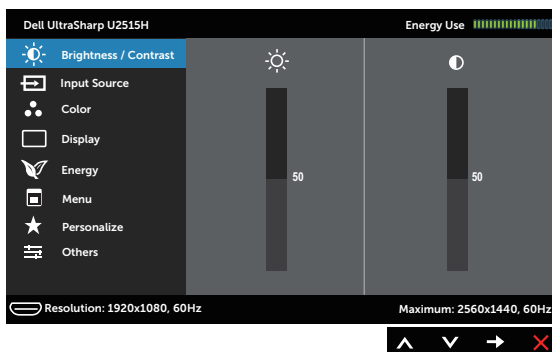 Dell UltraSharp U2515H Energy Use
Brightness / Contrast
Input Source
Color
Display
Energy
50 50
Menu
Personalize
Others
Resolution: 1920x1080, 60Hz Maximum: 2560x1440, 60Hz